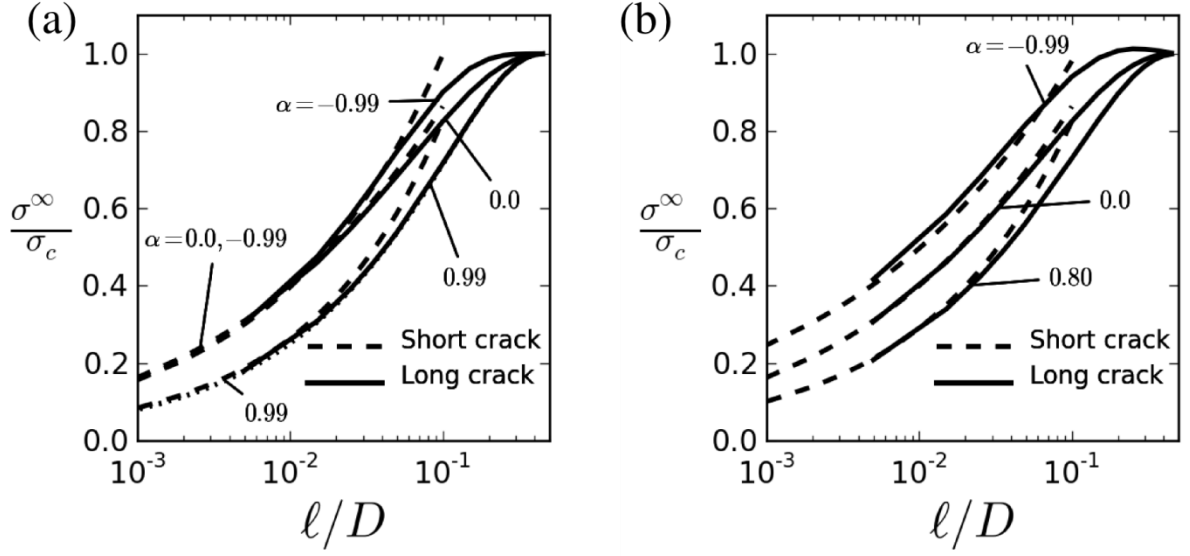 (a)
1.0
0.8
0.6
0.4
0.2
0.0
σ^∞
σ_c
α=−0.99
0.0
α=0.0,−0.99
0.99
Short crack
Long crack
0.99
10^-3
10^-2
10^-1
ℓ/D
(b)
1.0
0.8
0.6
0.4
0.2
0.0
σ^∞
σ_c
α=−0.99
0.0
0.80
Short crack
Long crack
10^-3
10^-2
10^-1
ℓ/D